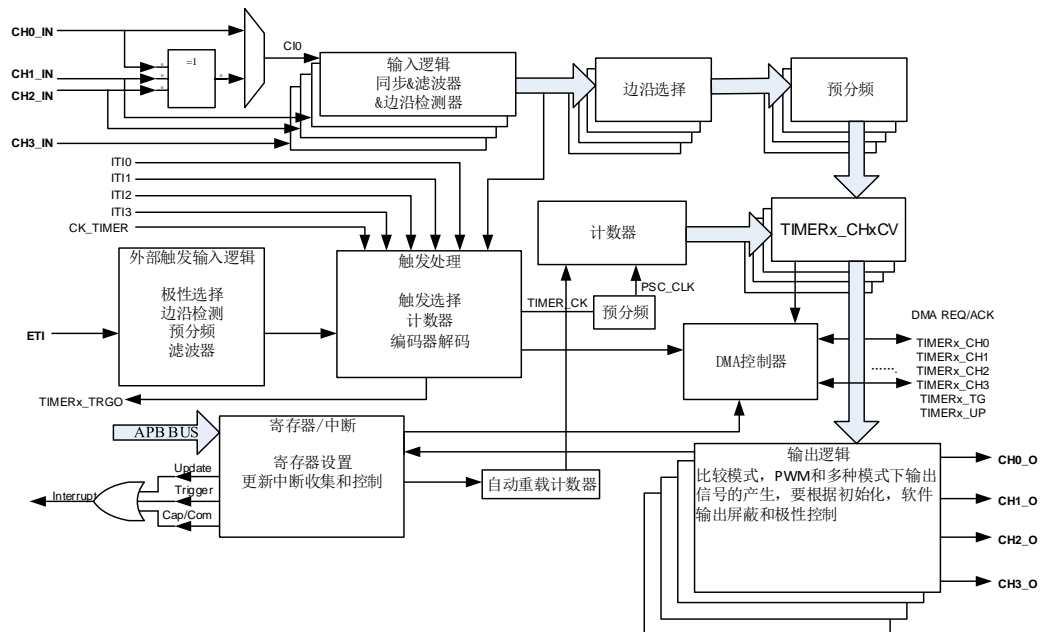 CH0_IN
CH1_IN
CH2_IN
CH3_IN
=1
CI0
输入逻辑
同步&滤波器
&边沿检测器
边沿选择
预分频
ITI0
ITI1
ITI2
ITI3
CK_TIMER
外部触发输入逻辑
极性选择
边沿检测
预分频
滤波器
ETI
触发处理
触发选择
计数器
编码器解码
TIMERx_TRGO
TIMER_CK
预分频
PSC_CLK
计数器
TIMERx_CHxCV
DMA控制器
DMA REQ/ACK
TIMERx_CH0
TIMERx_CH1
TIMERx_CH2
TIMERx_CH3
TIMERx_TG
TIMERx_UP
…….
APB BUS
寄存器/中断
寄存器设置
更新中断收集和控制
Update
Trigger
Cap/Com
Interrupt
自动重载计数器
输出逻辑
比较模式，PWM和多种模式下输出
信号的产生，要根据初始化，软件
输出屏蔽和极性控制
CH0_O
CH1_O
CH2_O
CH3_O